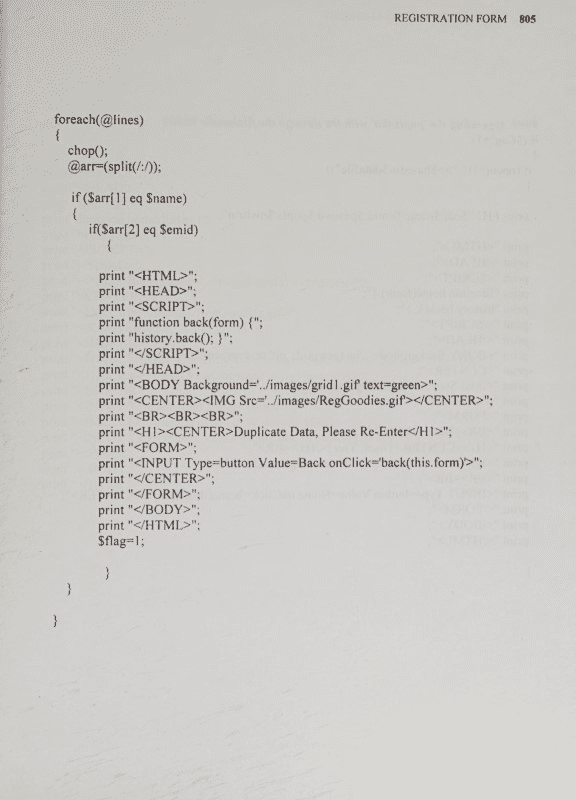 REGISTRATION FORM 805
foreach(@lines)
{
chop();
@arr=(split(/:/));
if ($arr[1] eq $name)
{
if($arr[2] eq $emid)
{
print "<HTML>";
print "<HEAD>";
print "<SCRIPT>";
print "function back(form) {";
print "history.back(); }";
print "</SCRIPT>";
print "</HEAD>";
print "<BODY Background='../images/grid1.gif' text=green>";
print "<CENTER><IMG Src='../images/RegGoodies.gif'></CENTER>";
print "<BR><BR><BR>";
print "<H1><CENTER>Duplicate Data, Please Re-Enter</H1>";
print "<FORM>";
print "<INPUT Type=button Value=Back onClick='back(this.form)'>";
print "</CENTER>";
print "</FORM>";
print "</BODY>";
print "</HTML>";
$flag=1;
}
}
}